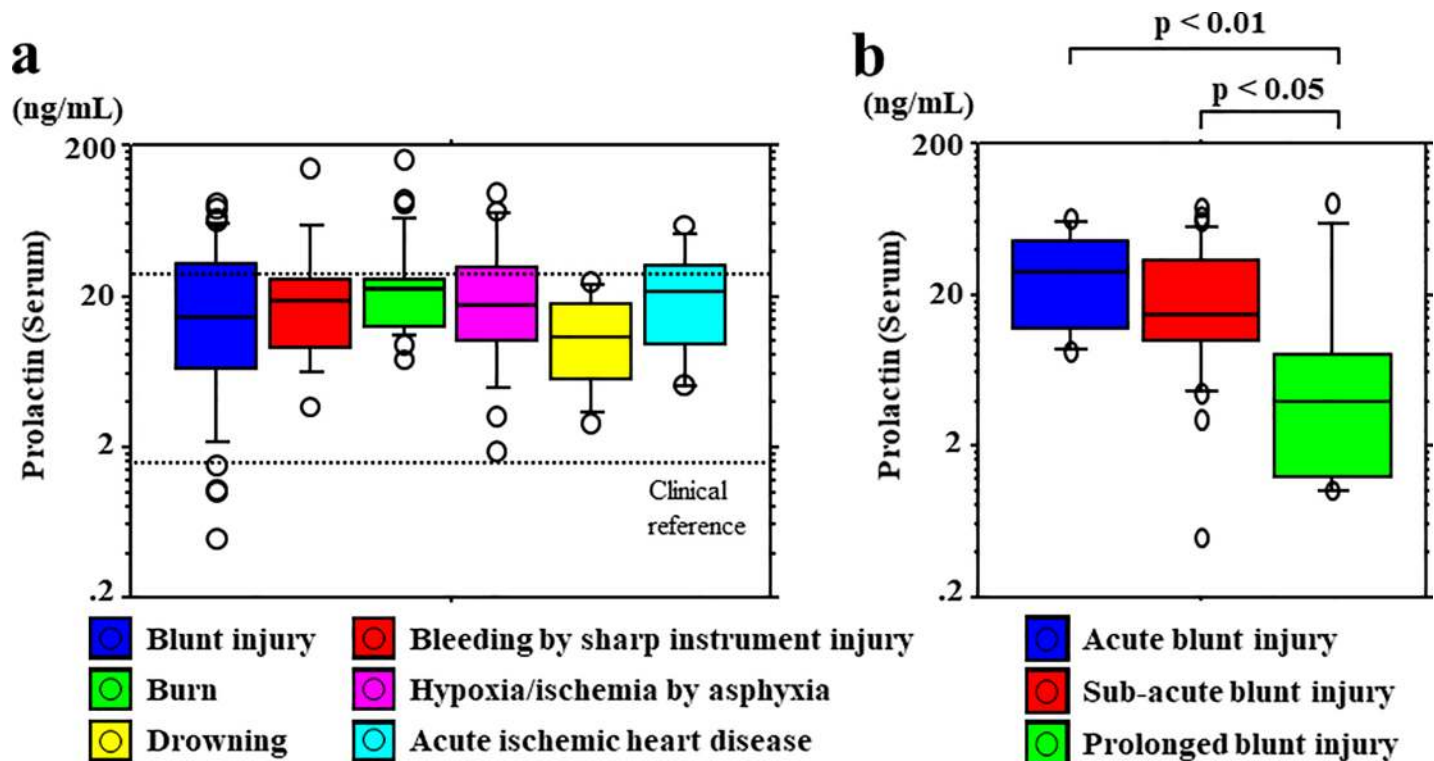 a
(ng/mL)
Prolactin (Serum)
200
20
2
.2
Clinical
reference
Blunt injury
Bleeding by sharp instrument injury
Burn
Hypoxia/ischemia by asphyxia
Drowning
Acute ischemic heart disease
b
(ng/mL)
p < 0.01
p < 0.05
Prolactin (Serum)
200
20
2
.2
Acute blunt injury
Sub-acute blunt injury
Prolonged blunt injury